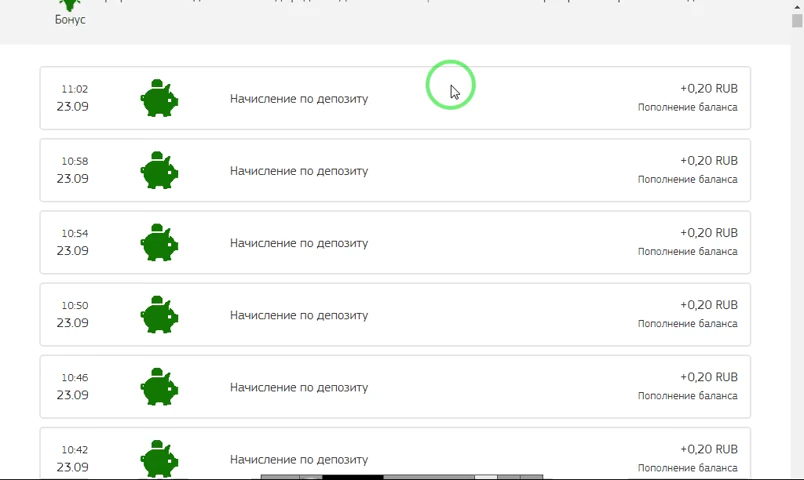 Бонус
11:02
23.09
Начисление по депозиту
+0,20 RUB
Пополнение баланса
10:58
23.09
Начисление по депозиту
+0,20 RUB
Пополнение баланса
10:54
23.09
Начисление по депозиту
+0,20 RUB
Пополнение баланса
10:50
23.09
Начисление по депозиту
+0,20 RUB
Пополнение баланса
10:46
23.09
Начисление по депозиту
+0,20 RUB
Пополнение баланса
10:42
23.09
Начисление по депозиту
+0,20 RUB
Пополнение баланса